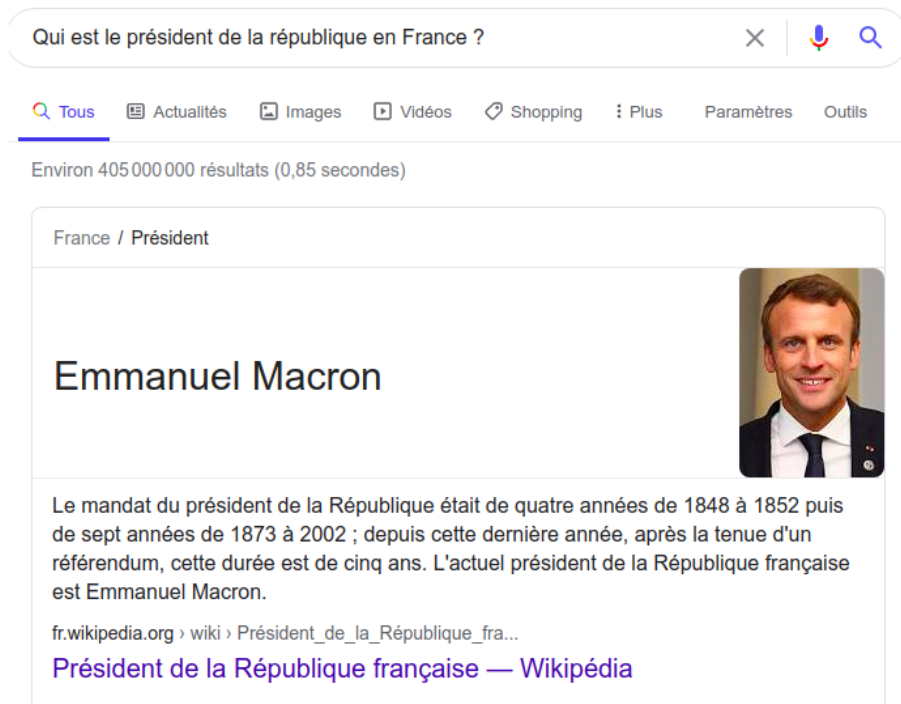 Qui est le président de la république en France ?
Tous Actualités Images Vidéos Shopping Plus Paramètres Outils
Environ 405 000 000 résultats (0,85 secondes)
France / Président
Emmanuel Macron
Le mandat du président de la République était de quatre années de 1848 à 1852 puis
de sept années de 1873 à 2002 ; depuis cette dernière année, après la tenue d'un
référendum, cette durée est de cinq ans. L'actuel président de la République française
est Emmanuel Macron.
fr.wikipedia.org › wiki › Président_de_la_République_fra...
Président de la République française — Wikipédia